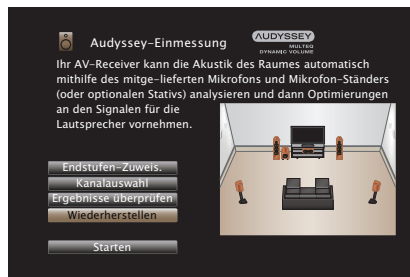 Audyssey-Einmessung
AUDYSSEY
MULTEQ
DYNAMIC VOLUME
Ihr AV-Receiver kann die Akustik des Raumes automatisch
mithilfe des mitge-lieferten Mikrofons und Mikrofon-Ständers
(oder optionalen Stativs) analysieren und dann Optimierungen
an den Signalen für die
Lautsprecher vornehmen.
Endstufen-Zuweis.
Kanalauswahl
Ergebnisse überprüfen
Wiederherstellen
Starten